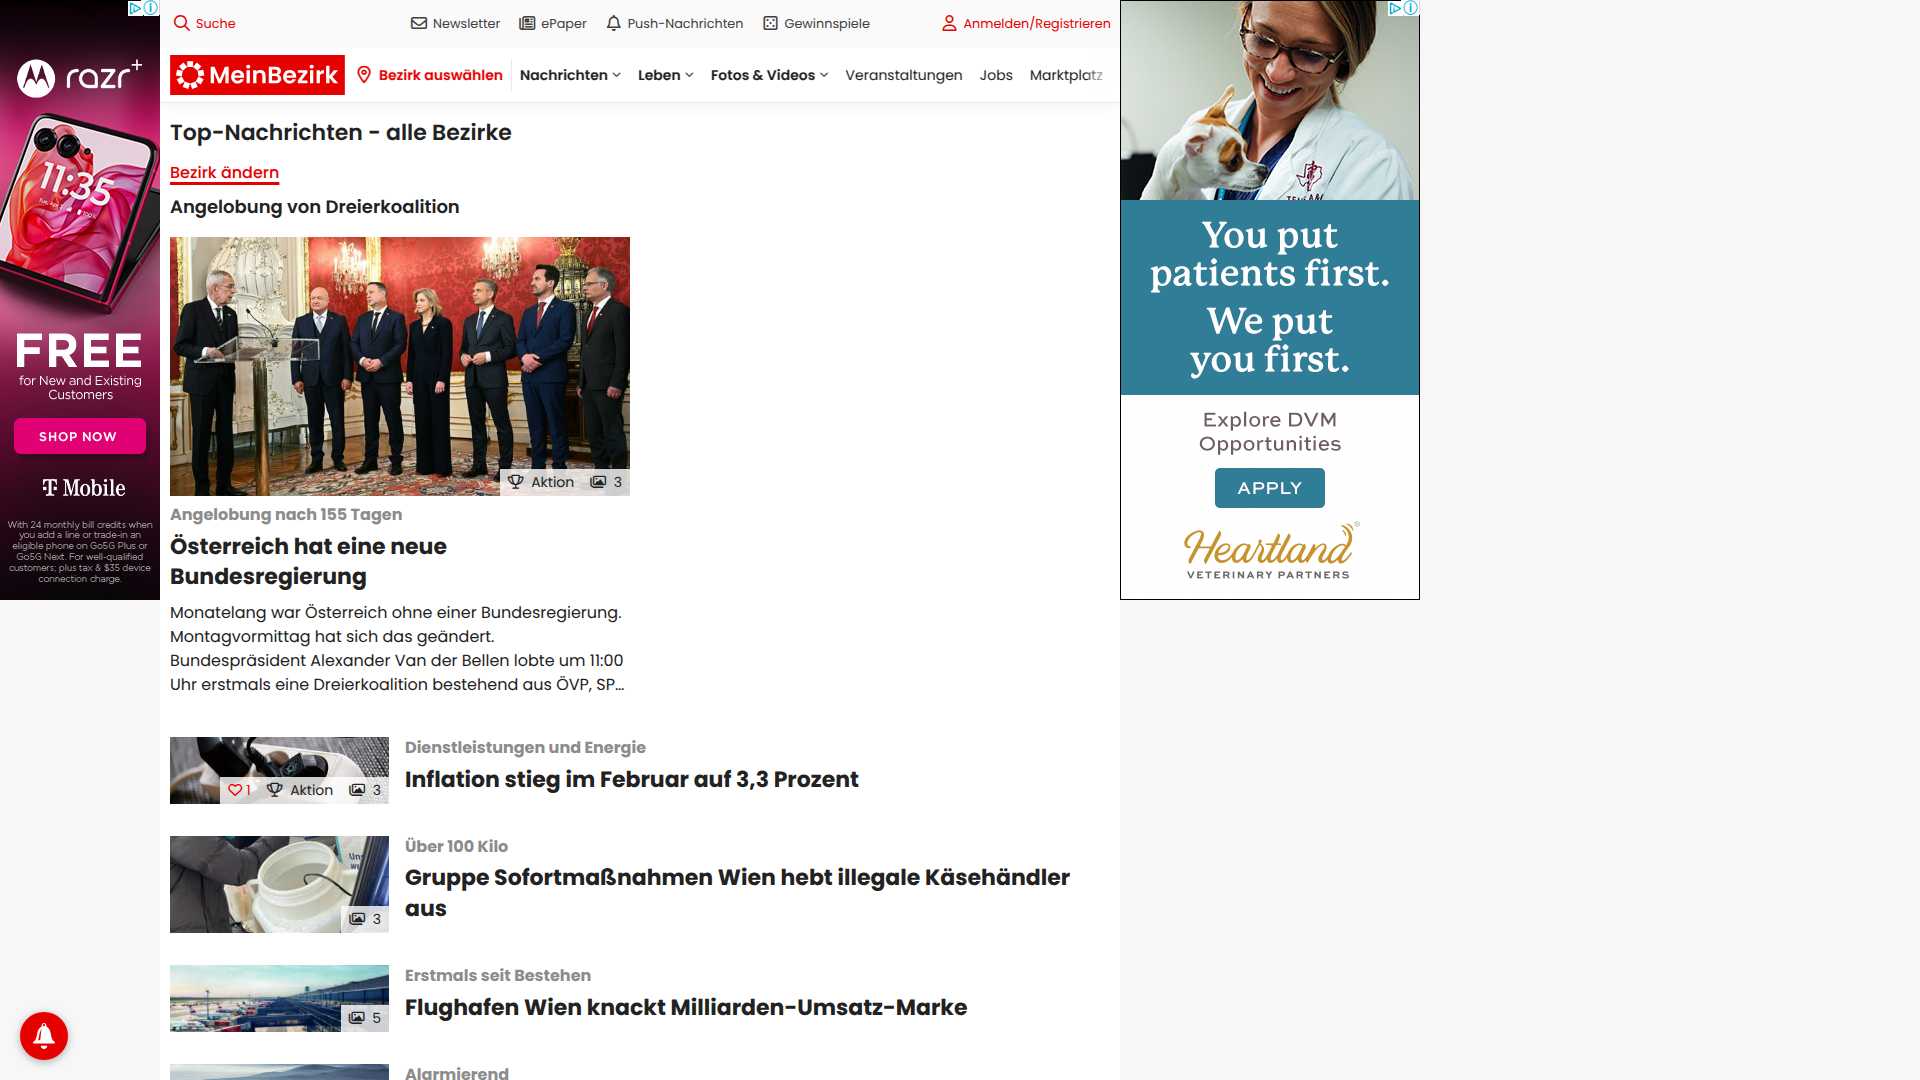 razr+
11:35
FREE
for New and Existing
Customers
SHOP NOW
T Mobile
With 24 monthly bill credits when
you add a line or trade-in an
eligible phone on Go5G Plus or
Go5G Next. For well-qualified
customers; plus tax & $35 device
connection charge.
Suche
Newsletter
ePaper
Push-Nachrichten
Gewinnspiele
Anmelden/Registrieren
MeinBezirk
Bezirk auswählen
Nachrichten
Leben
Fotos & Videos
Veranstaltungen
Jobs
Marktplatz
Top-Nachrichten - alle Bezirke
Bezirk ändern
Angelobung von Dreierkoalition
Aktion
3
Angelobung nach 155 Tagen
Österreich hat eine neue
Bundesregierung
Monatelang war Österreich ohne einer Bundesregierung.
Montagvormittag hat sich das geändert.
Bundespräsident Alexander Van der Bellen lobte um 11:00
Uhr erstmals eine Dreierkoalition bestehend aus ÖVP, SP...
1
Aktion
3
Dienstleistungen und Energie
Inflation stieg im Februar auf 3,3 Prozent
3
Über 100 Kilo
Gruppe Sofortmaßnahmen Wien hebt illegale Käsehändler
aus
5
Erstmals seit Bestehen
Flughafen Wien knackt Milliarden-Umsatz-Marke
Alarmierend
You put
patients first.
We put
you first.
Explore DVM
Opportunities
APPLY
Heartland®
VETERINARY PARTNERS